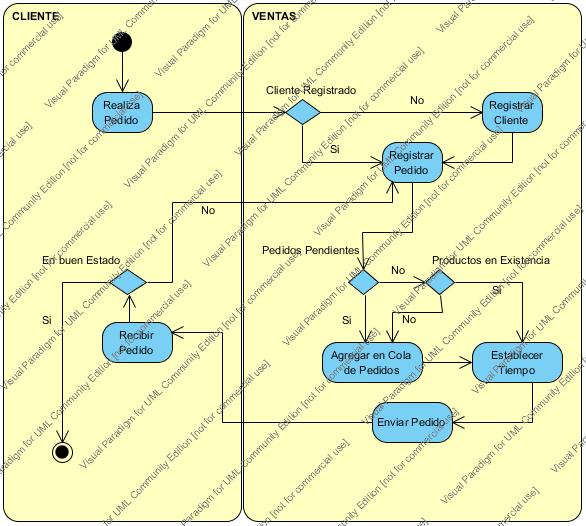 CLIENTE
VENTAS
Cliente Registrado
Realiza
Pedido
No
Registrar
Cliente
Si
Registrar
Pedido
No
Pedidos Pendientes
Productos en Existencia
En buen Estado
No
Si
Si
Si
No
Recibir
Pedido
Agregar en Cola
de Pedidos
Establecer
Tiempo
Enviar Pedido
Visual Paradigm for UML Community Edition [not for commercial use]